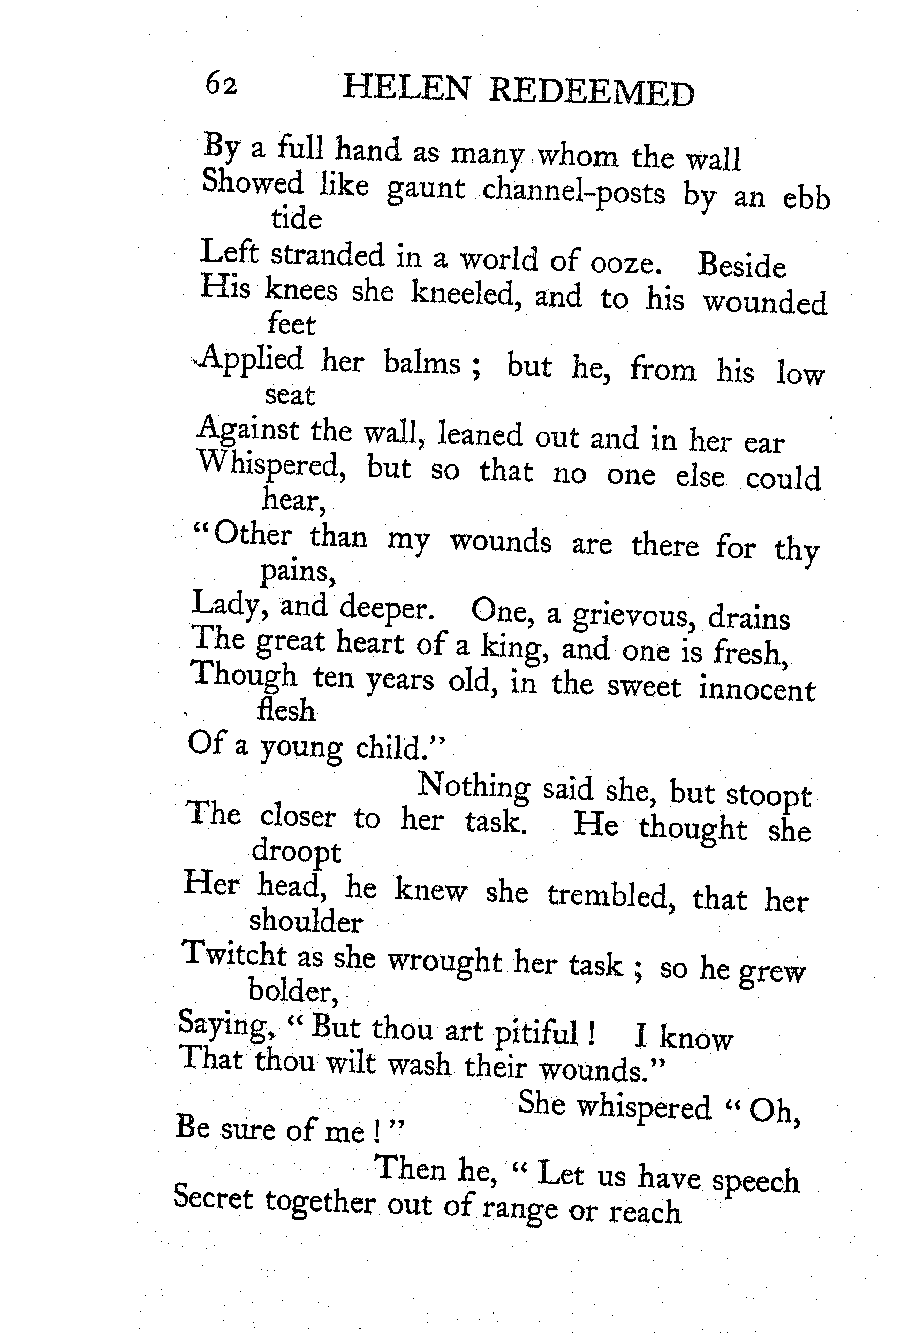 62 HELEN REDEEMED
By a full hand as many whom the wall
Showed like gaunt channel-posts by an ebb
tide
Left stranded in a world of ooze. Beside
His knees she kneeled, and to his wounded
feet
Applied her balms ; but he, from his low
seat
Against the wall, leaned out and in her ear
Whispered, but so that no one else could
hear,
“Other than my wounds are there for thy
pains,
Lady, and deeper. One, a grievous, drains
The great heart of a king, and one is fresh,
Though ten years old, in the sweet innocent
flesh
Of a young child.”
Nothing said she, but stoopt
The closer to her task. He thought she
droopt
Her head, he knew she trembled, that her
shoulder
Twitcht as she wrought her task ; so he grew
bolder,
Saying, “ But thou art pitiful ! I know
That thou wilt wash their wounds.”
She whispered “ Oh,
Be sure of me ! ”
Then he, “ Let us have speech
Secret together out of range or reach